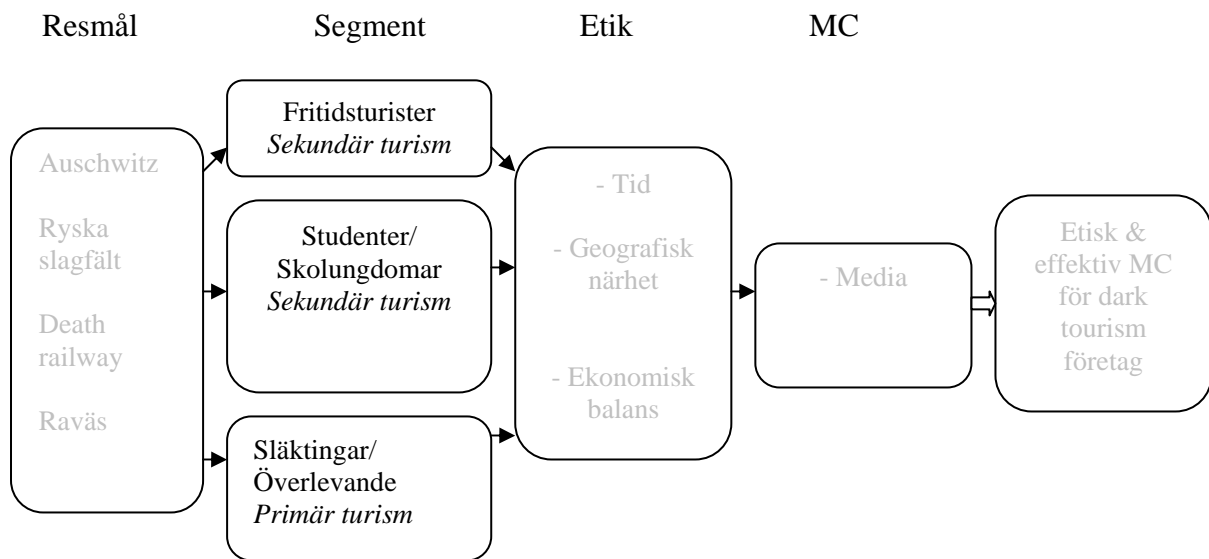 Resmål Segment Etik MC
Auschwitz
Ryska
slagfält
Death
railway
Raväs
Fritidsturister
Sekundär turism
Studenter/
Skolungdomar
Sekundär turism
Släktingar/
Överlevande
Primär turism
- Tid
- Geografisk
närhet
- Ekonomisk
balans
- Media
Etisk &
effektiv MC
för dark
tourism
företag